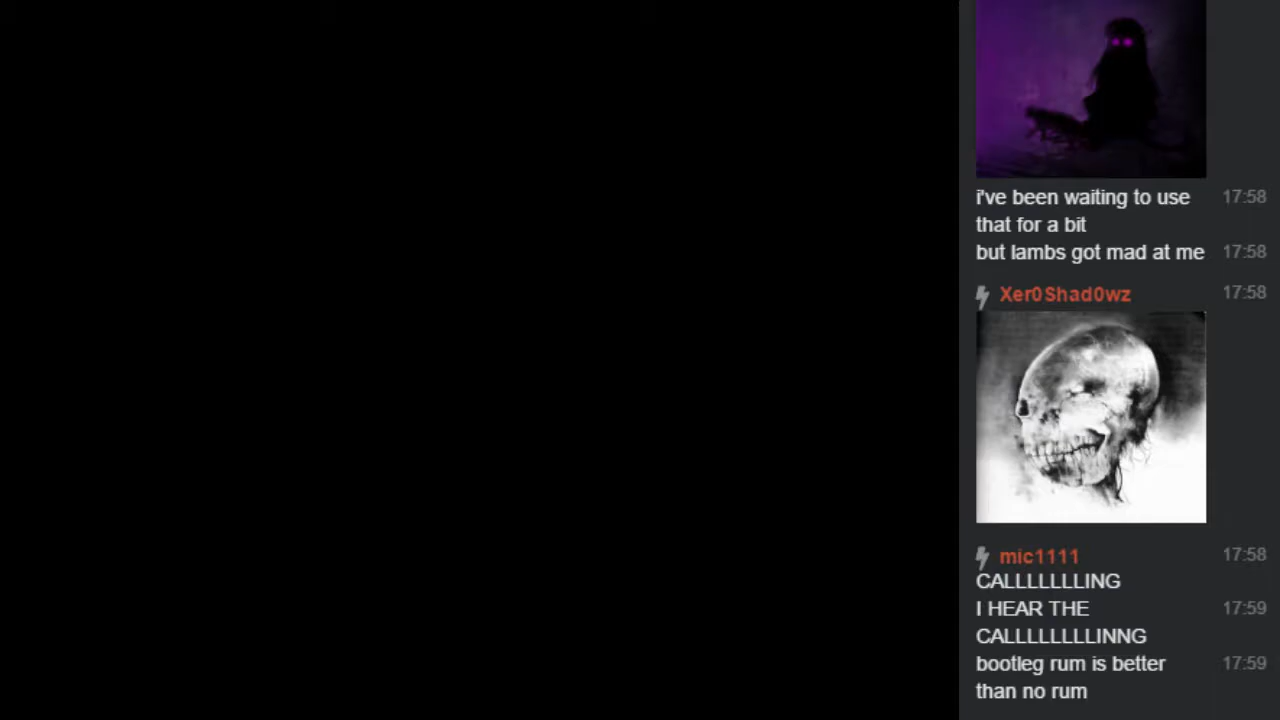 i've been waiting to use 17:58
that for a bit
but lambs got mad at me 17:58
Xer0Shad0wz 17:58
mic1111 17:58
CALLLLLLLING
I HEAR THE 17:59
CALLLLLLLLINNG
bootleg rum is better 17:59
than no rum